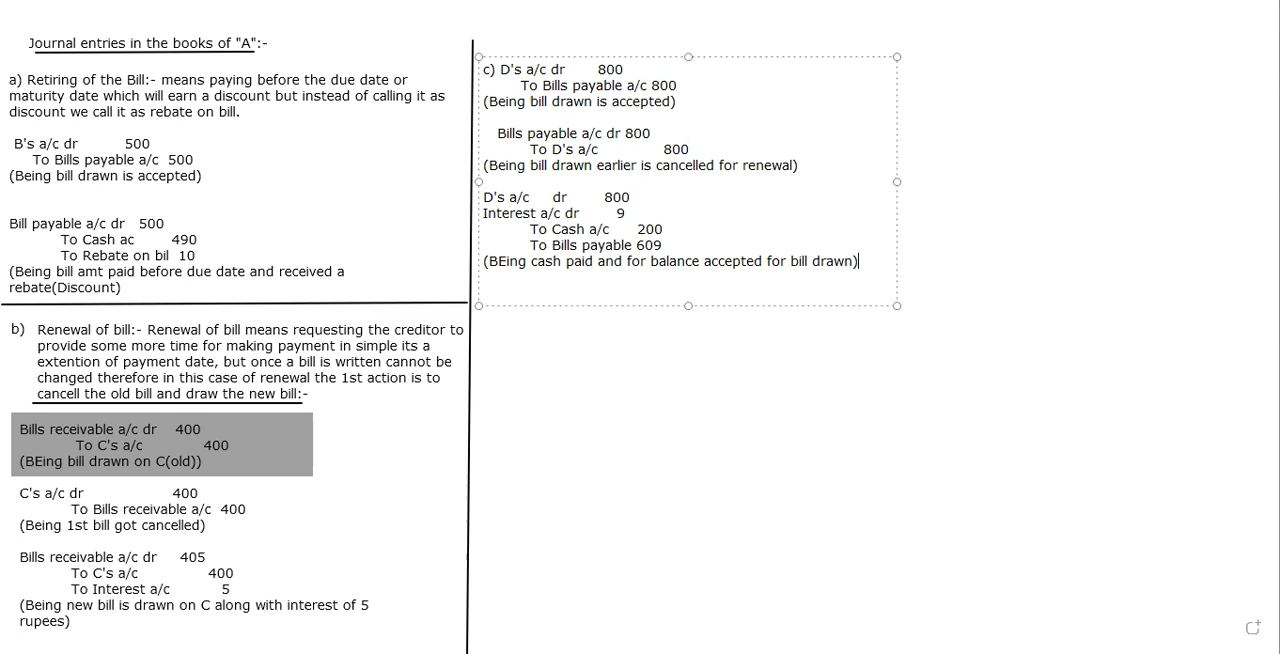 Journal entries in the books of "A":-
a) Retiring of the Bill:- means paying before the due date or
maturity date which will earn a discount but instead of calling it as
discount we call it as rebate on bill.
B's a/c dr 500
To Bills payable a/c 500
(Being bill drawn is accepted)
Bill payable a/c dr 500
To Cash ac 490
To Rebate on bil 10
(Being bill amt paid before due date and received a
rebate(Discount)
b) Renewal of bill:- Renewal of bill means requesting the creditor to
provide some more time for making payment in simple its a
extention of payment date, but once a bill is written cannot be
changed therefore in this case of renewal the 1st action is to
cancell the old bill and draw the new bill:-
Bills receivable a/c dr 400
To C's a/c 400
(BEing bill drawn on C(old))
C's a/c dr 400
To Bills receivable a/c 400
(Being 1st bill got cancelled)
Bills receivable a/c dr 405
To C's a/c 400
To Interest a/c 5
(Being new bill is drawn on C along with interest of 5
rupees)
c) D's a/c dr 800
To Bills payable a/c 800
(Being bill drawn is accepted)
Bills payable a/c dr 800
To D's a/c 800
(Being bill drawn earlier is cancelled for renewal)
D's a/c dr 800
Interest a/c dr 9
To Cash a/c 200
To Bills payable 609
(BEing cash paid and for balance accepted for bill drawn)